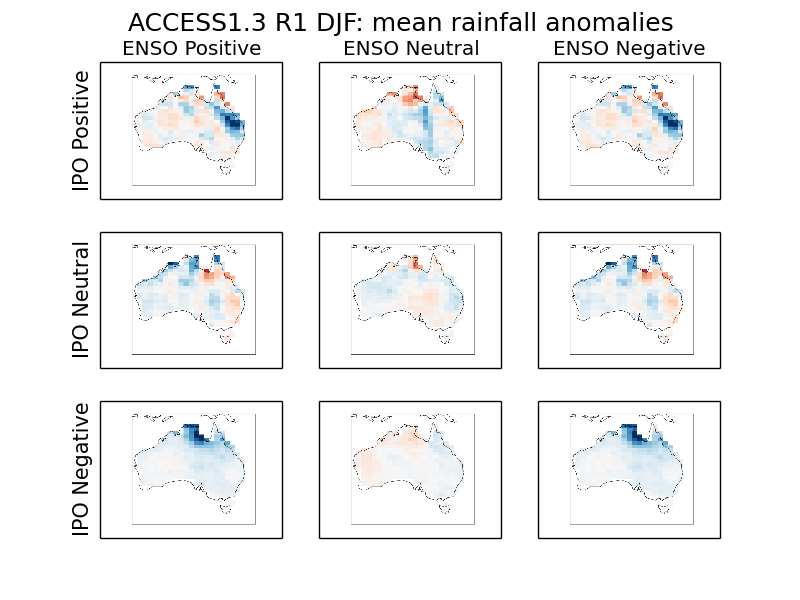 ACCESS1.3 R1 DJF: mean rainfall anomalies
ENSO Positive
ENSO Neutral
ENSO Negative
IPO Positive
IPO Neutral
IPO Negative